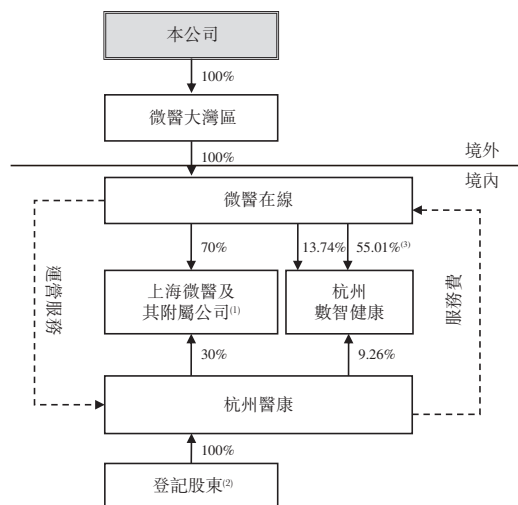 本公司
100%
微醫大灣區
100%
境外
境內
微醫在線
70%
13.74%
55.01%(3)
運營服務
上海微醫及
其附屬公司(1)
杭州
數智健康
服務費
30%
9.26%
杭州醫康
100%
登記股東(2)